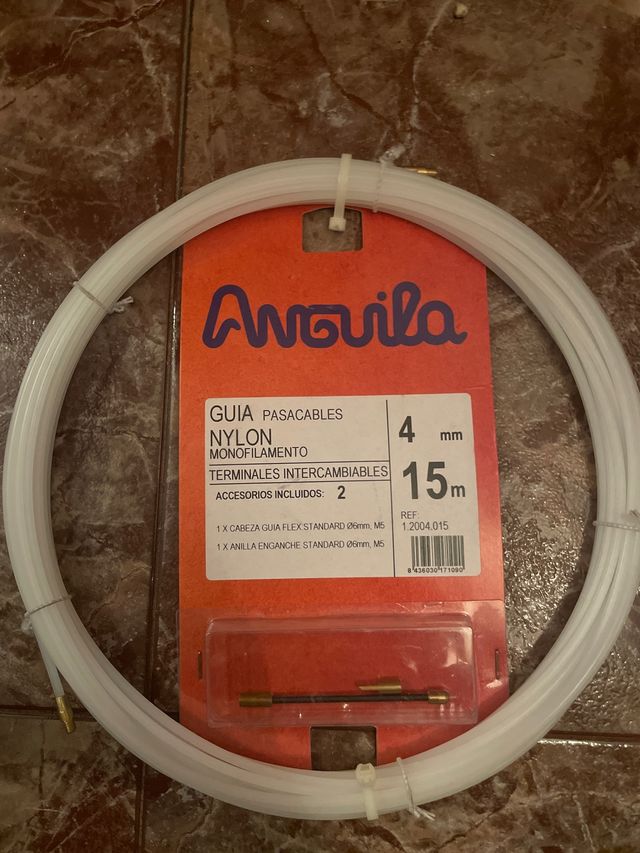 Anguila
GUIA PASACABLES
NYLON
MONOFILAMENTO
TERMINALES INTERCAMBIABLES
ACCESORIOS INCLUIDOS: 2
1 X CABEZA GUIA FLEX.STANDARD Ø6mm, M5
1 X ANILLA ENGANCHE STANDARD Ø6mm, M5
4 mm
15 m
REF:
1.2004.015
8 436030 171090